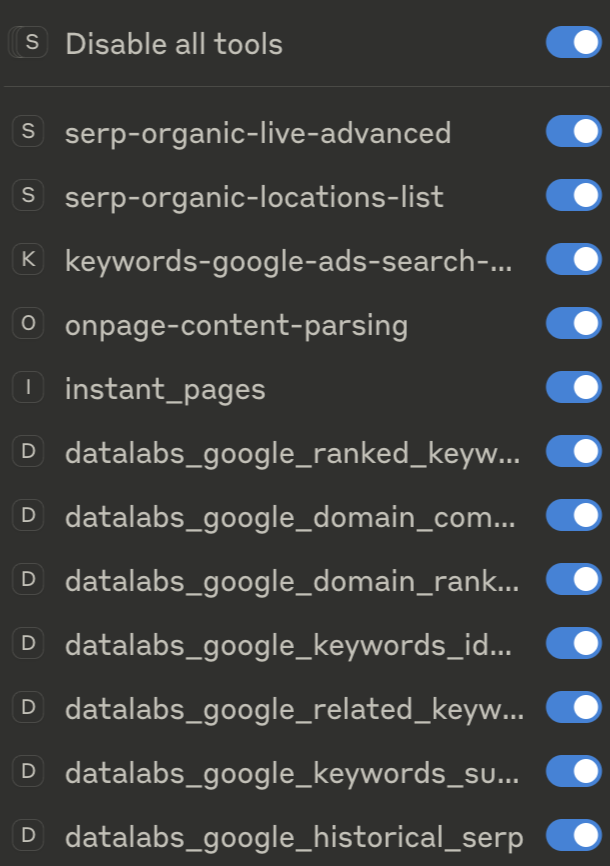 S Disable all tools
S serp-organic-live-advanced
S serp-organic-locations-list
K keywords-google-ads-search-...
O onpage-content-parsing
I instant_pages
D datalabs_google_ranked_keyw...
D datalabs_google_domain_com...
D datalabs_google_domain_rank...
D datalabs_google_keywords_id...
D datalabs_google_related_keyw...
D datalabs_google_keywords_su...
D datalabs_google_historical_serp